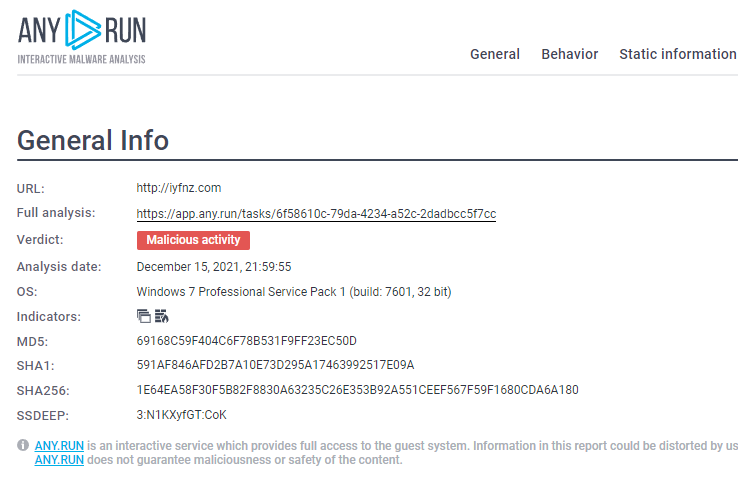 ANY RUN
INTERACTIVE MALWARE ANALYSIS
General Behavior Static information
General Info
URL: http://iyfnz.com
Full analysis: https://app.any.run/tasks/6f58610c-79da-4234-a52c-2dadbcc5f7cc
Verdict: Malicious activity
Analysis date: December 15, 2021, 21:59:55
OS: Windows 7 Professional Service Pack 1 (build: 7601, 32 bit)
Indicators:
MD5: 69168C59F404C6F78B531F9FF23EC50D
SHA1: 591AF846AFD2B7A10E73D295A17463992517E09A
SHA256: 1E64EA58F30F5B82F8830A63235C26E353B92A551CEEF567F59F1680CDA6A180
SSDEEP: 3:N1KXyfGT:CoK
ANY.RUN is an interactive service which provides full access to the guest system. Information in this report could be distorted by us
ANY.RUN does not guarantee maliciousness or safety of the content.